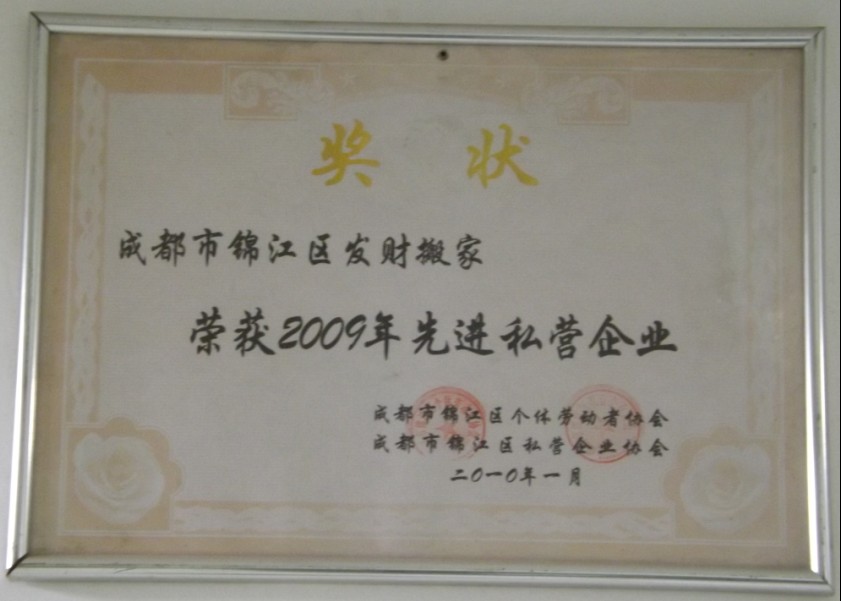 奖 状
成都市锦江区发财搬家
荣获2009年先进私营企业
成都市锦江区个体劳动者协会
成都市锦江区私营企业协会
二〇一〇年一月